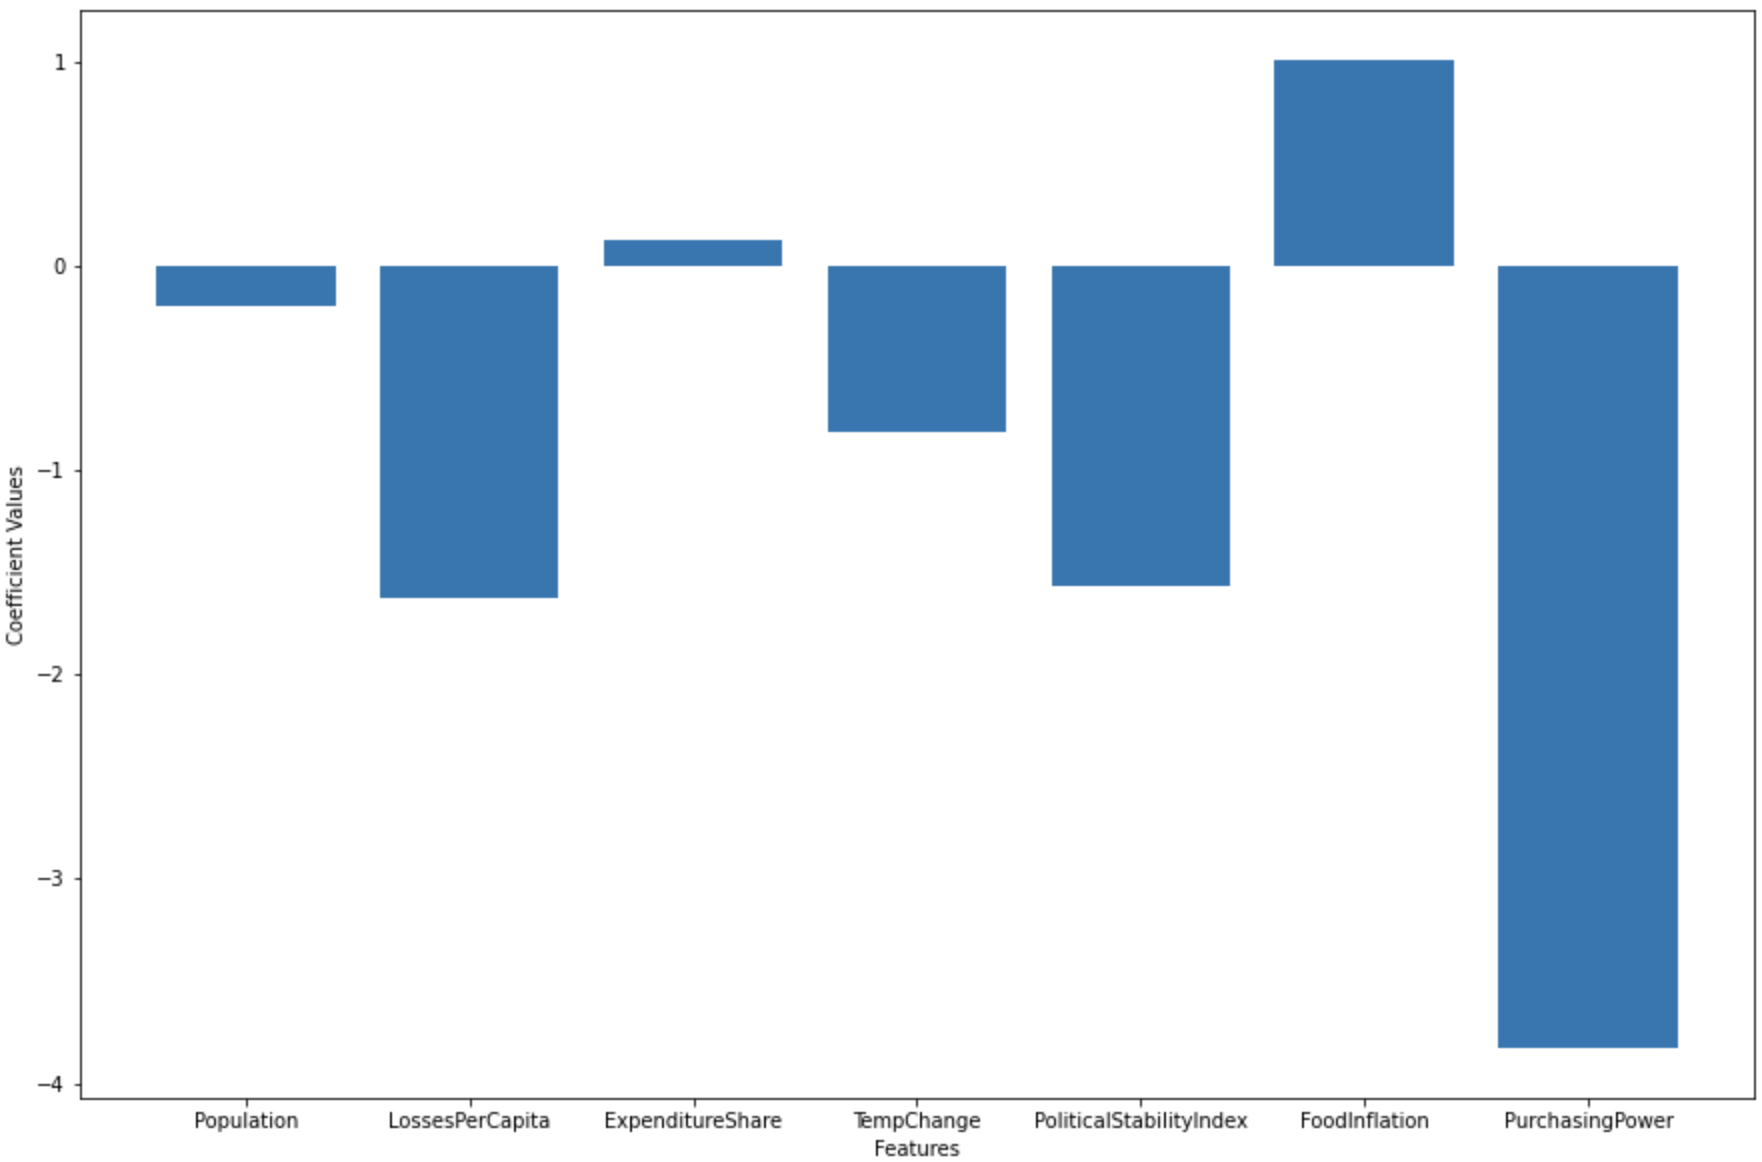 1
0
−1
−2
−3
−4
Coefficient Values
Population
LossesPerCapita
ExpenditureShare
TempChange
PoliticalStabilityIndex
FoodInflation
PurchasingPower
Features